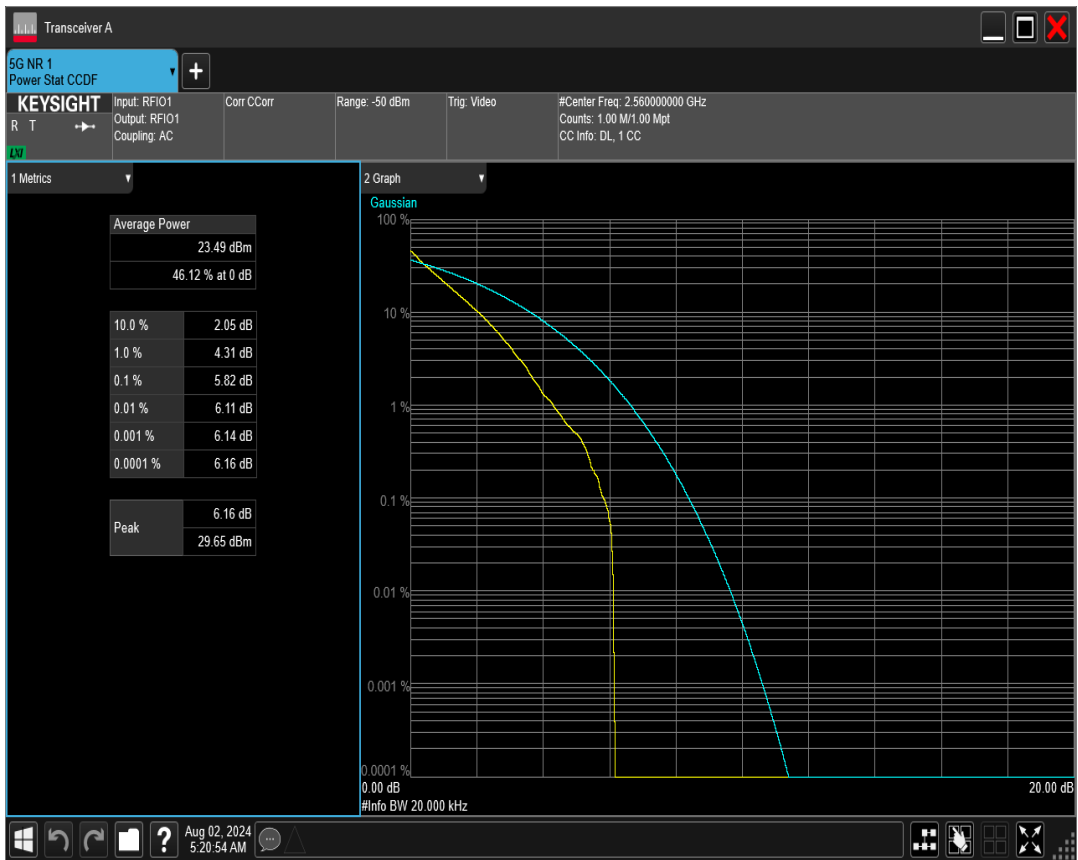 Transceiver A
5G NR 1
Power Stat CCDF
KEYSIGHT
R T
LXI
Input: RFIO1
Output: RFIO1
Coupling: AC
Corr CCorr
Range: -50 dBm
Trig: Video
#Center Freq: 2.560000000 GHz
Counts: 1.00 M/1.00 Mpt
CC Info: DL, 1 CC
1 Metrics
Average Power
23.49 dBm
46.12 % at 0 dB
10.0 % 2.05 dB
1.0 % 4.31 dB
0.1 % 5.82 dB
0.01 % 6.11 dB
0.001 % 6.14 dB
0.0001 % 6.16 dB
Peak
6.16 dB
29.65 dBm
2 Graph
Gaussian
100 %
10 %
1 %
0.1 %
0.01 %
0.001 %
0.0001 %
0.00 dB 20.00 dB
#Info BW 20.000 kHz
Aug 02, 2024
5:20:54 AM